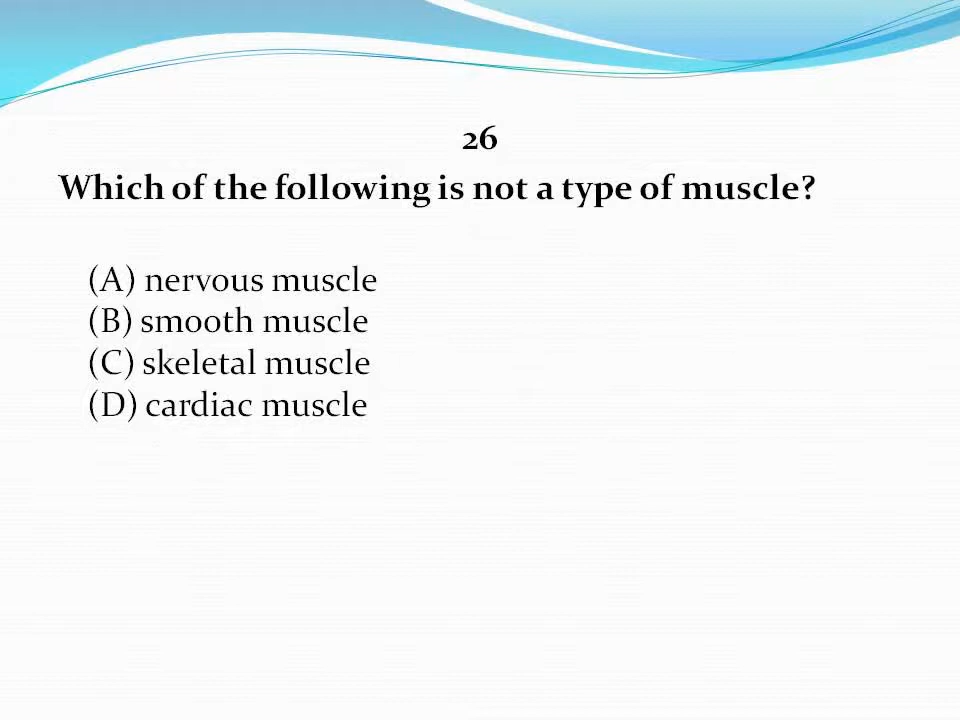 26
Which of the following is not a type of muscle?
(A) nervous muscle
(B) smooth muscle
(C) skeletal muscle
(D) cardiac muscle